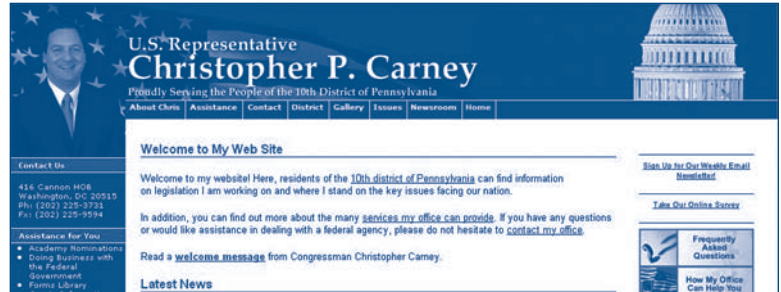 U.S. Representative
Christopher P. Carney
Proudly Serving the People of the 10th District of Pennsylvania
About Chris Assistance Contact District Gallery Issues Newsroom Home
Contact Us
416 Cannon HOB
Washington, DC 20515
Ph: (202) 225-3731
Fx: (202) 225-9594
Assistance for You
Academy Nominations
Doing Business with
the Federal
Government
Forms Library
Welcome to My Web Site
Welcome to my website! Here, residents of the 10th district of Pennsylvania can find information
on legislation I am working on and where I stand on the key issues facing our nation.
In addition, you can find out more about the many services my office can provide. If you have any questions
or would like assistance in dealing with a federal agency, please do not hesitate to contact my office.
Read a welcome message from Congressman Christopher Carney.
Latest News
Sign Up for Our Weekly Email
Newsletter!
Take Our Online Survey
Frequently
Asked
Questions
How My Office
Can Help You